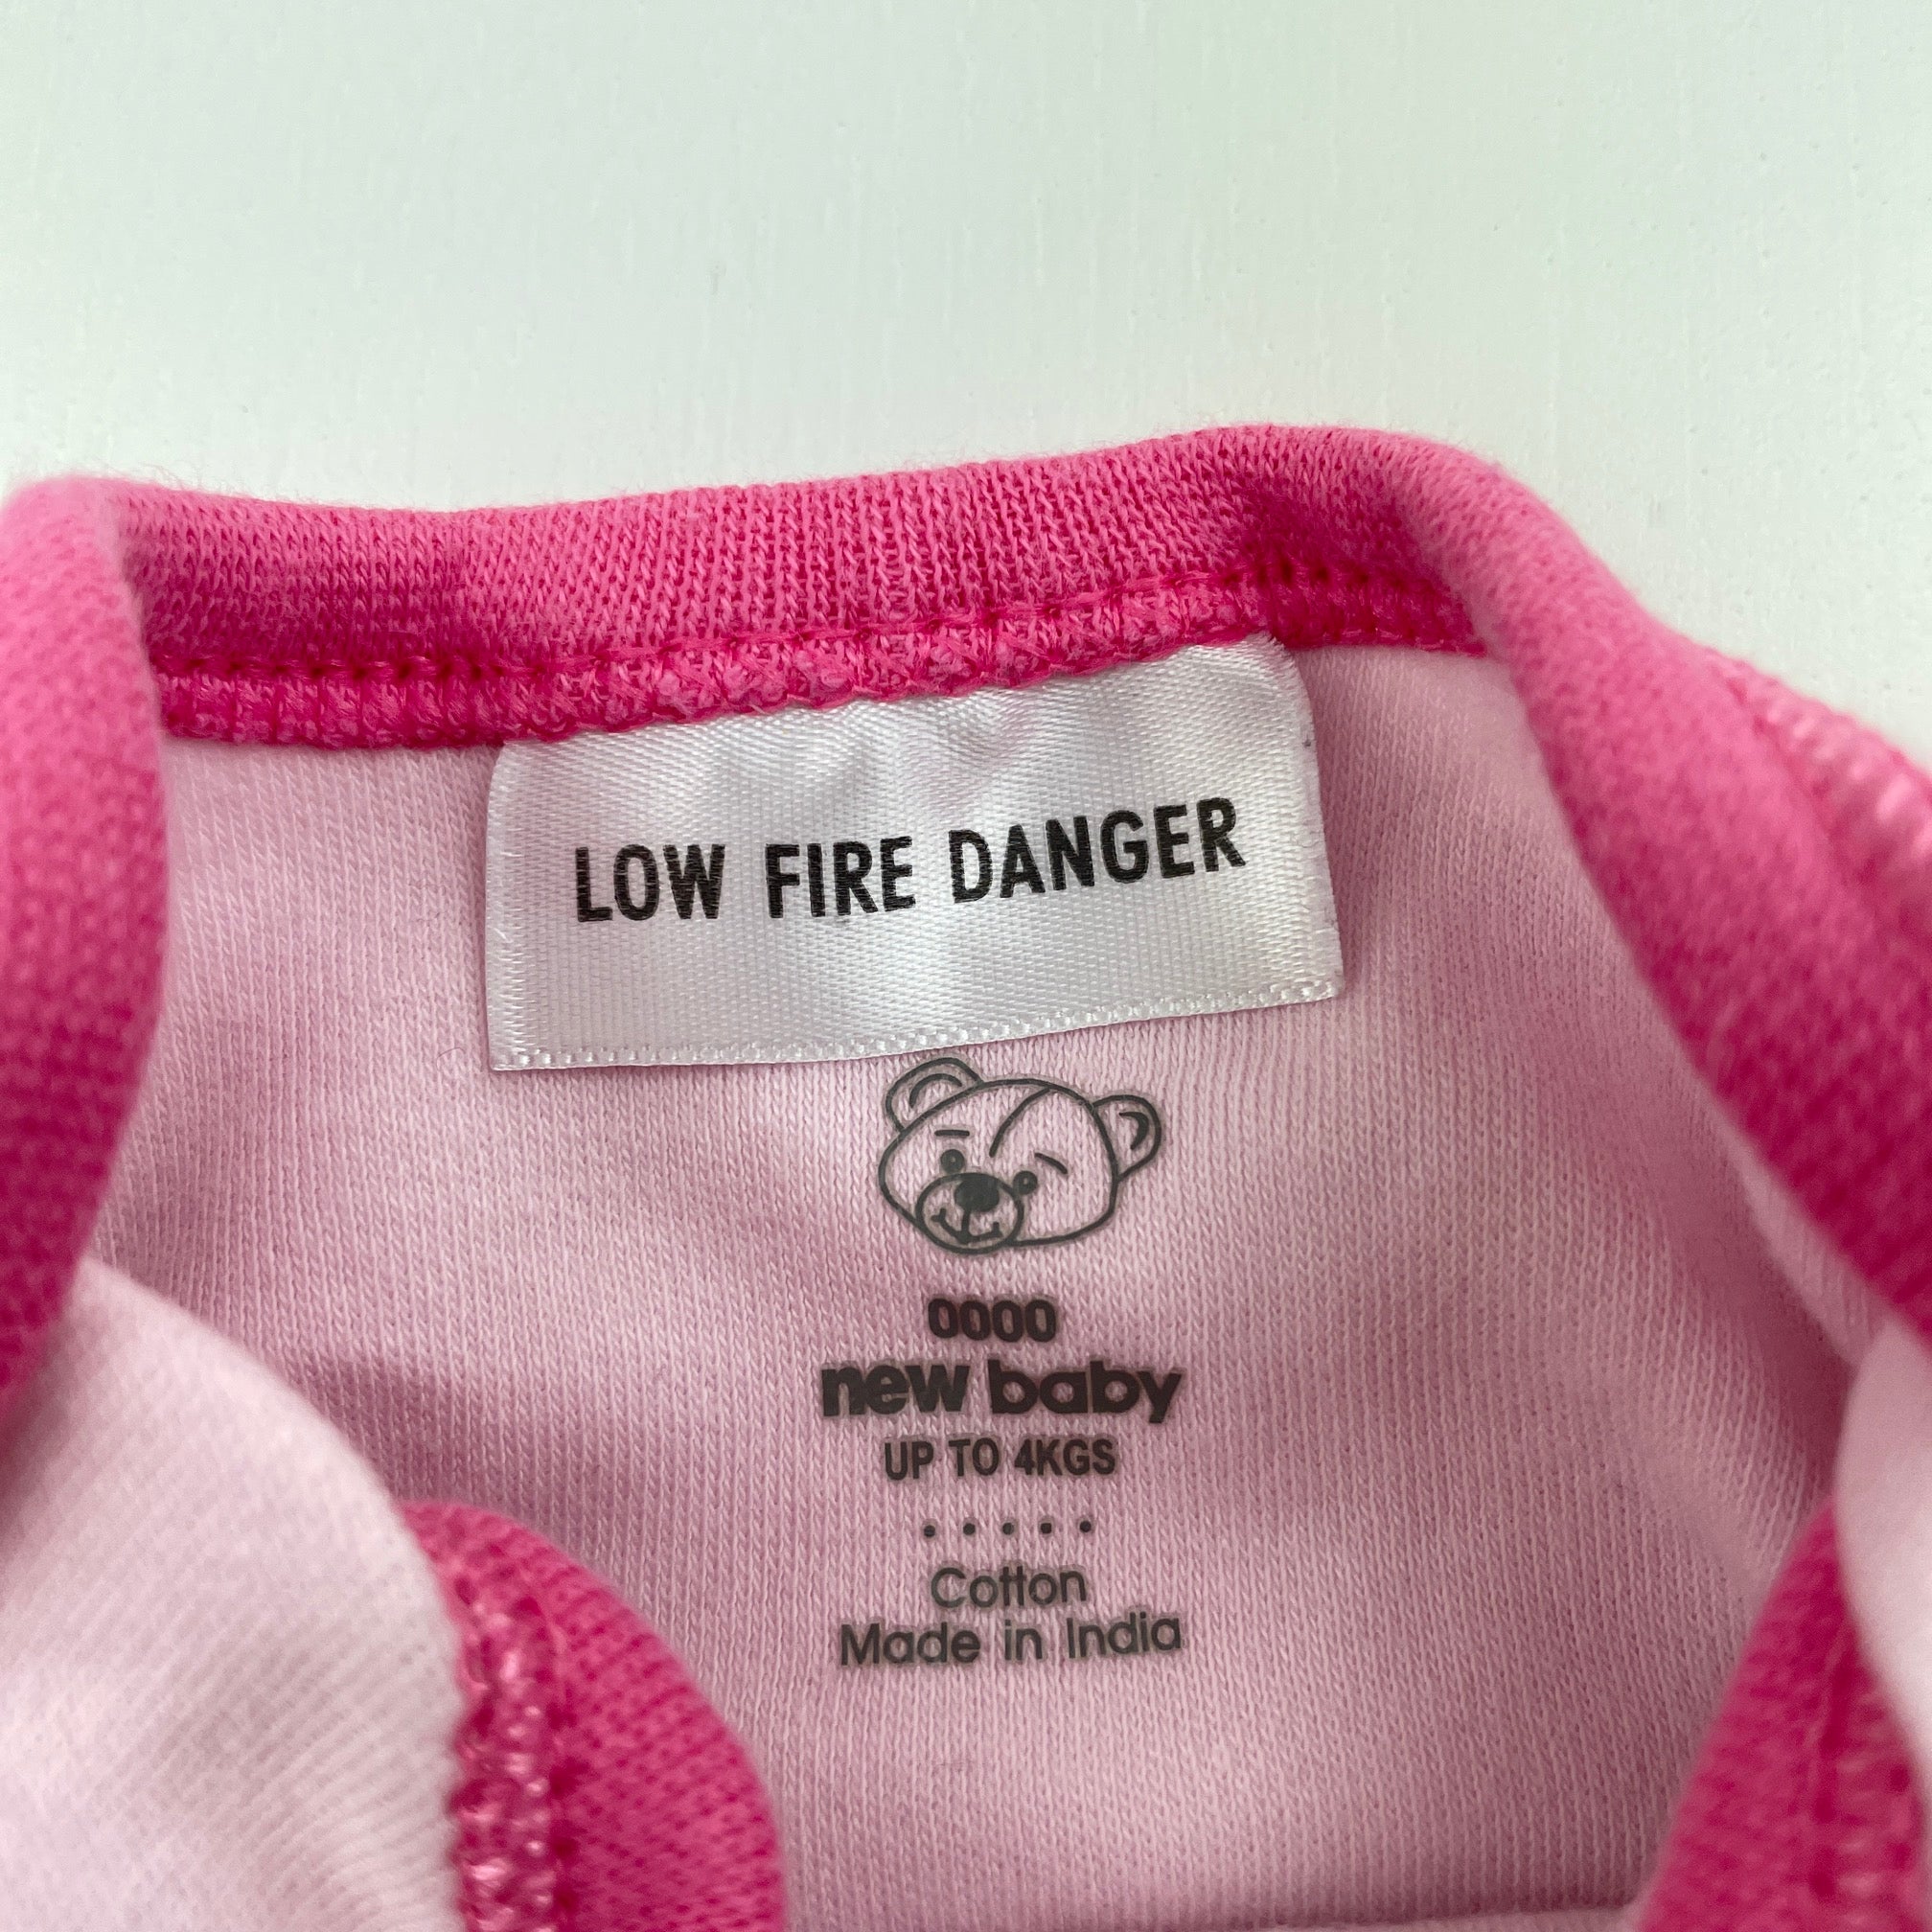 LOW FIRE DANGER
0000
new baby
UP TO 4KGS
.....
Cotton
Made in India